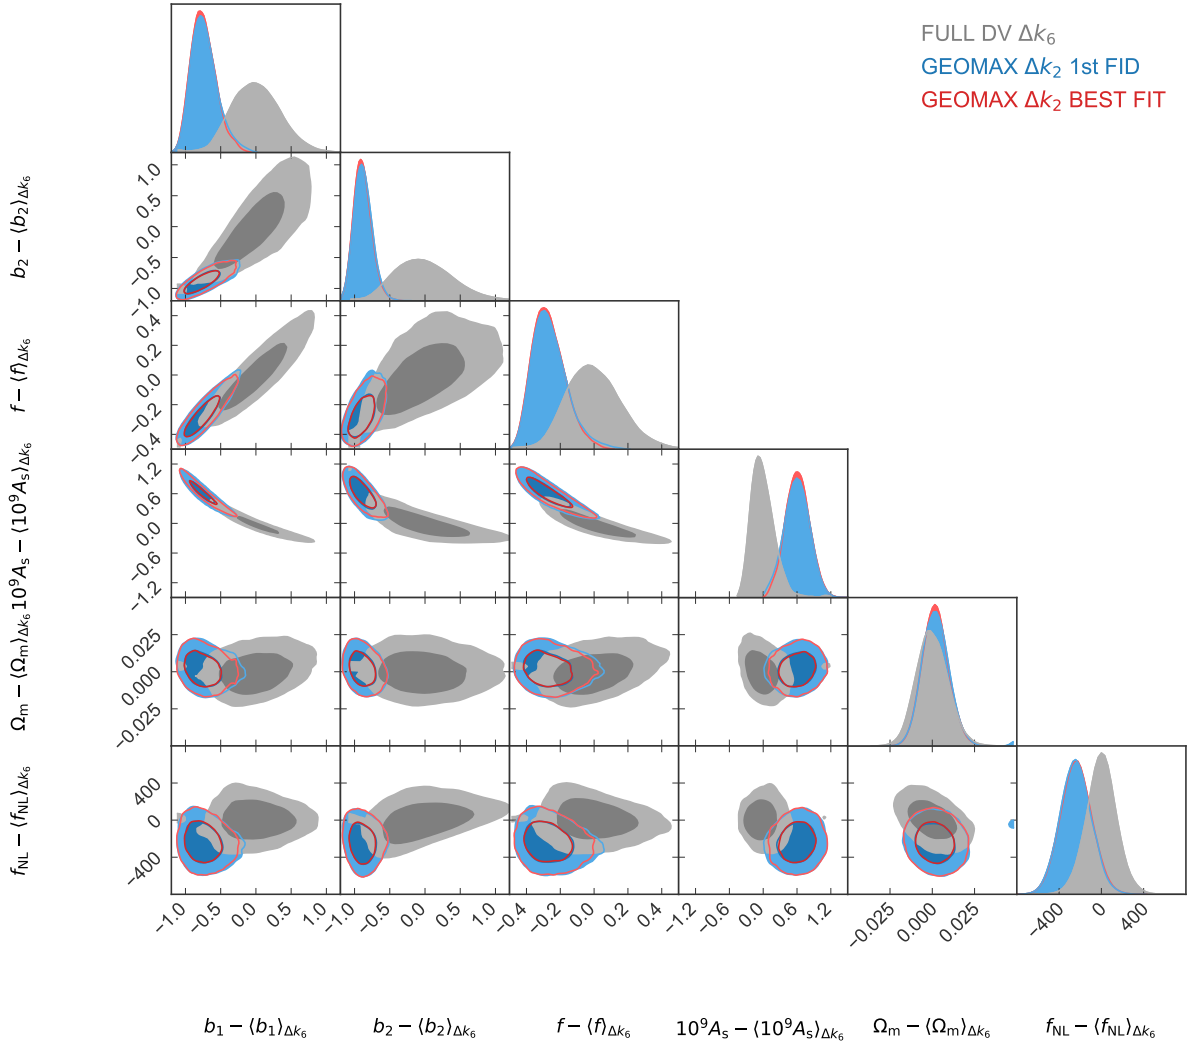 FULL DV Δk₆
GEOMAX Δk₂ 1st FID
GEOMAX Δk₂ BEST FIT
b₂ − ⟨b₂⟩Δk₆
1.0
0.5
0.0
−0.5
−1.0
f − ⟨f⟩Δk₆
0.4
0.2
0.0
−0.2
−0.4
10⁹Aₛ − ⟨10⁹Aₛ⟩Δk₆
1.2
0.6
0.0
−0.6
−1.2
Ωₘ − ⟨Ωₘ⟩Δk₆
0.025
0.000
−0.025
f_NL − ⟨f_NL⟩Δk₆
400
0
−400
−1.0 −0.5 0.0 0.5 1.0
−1.0 −0.5 0.0 0.5 1.0
−0.4 −0.2 0.0 0.2 0.4
−1.2 −0.6 0.0 0.6 1.2
−0.025 0.000 0.025
−400 0 400
b₁ − ⟨b₁⟩Δk₆
b₂ − ⟨b₂⟩Δk₆
f − ⟨f⟩Δk₆
10⁹Aₛ − ⟨10⁹Aₛ⟩Δk₆
Ωₘ − ⟨Ωₘ⟩Δk₆
f_NL − ⟨f_NL⟩Δk₆